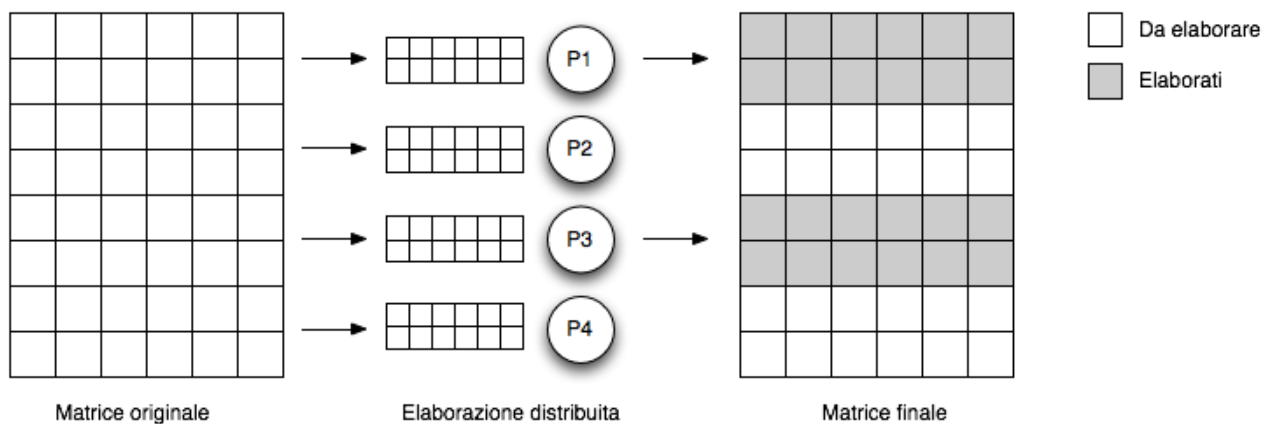 Da elaborare
Elaborati
P1
P2
P3
P4
Matrice originale
Elaborazione distribuita
Matrice finale